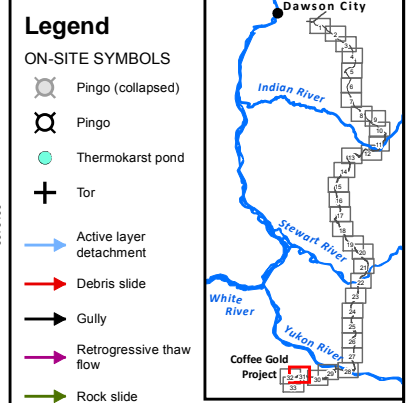 Legend
ON-SITE SYMBOLS
Pingo (collapsed)
Pingo
Thermokarst pond
Tor
Active layer
detachment
Debris slide
Gully
Retrogressive thaw
flow
Rock slide
Dawson City
1
2
3
4
5
6
7
8
9
10
11
12
13
14
15
16
17
18
19
20
21
22
23
24
25
26
27
28
29
30
31
32
33
Indian River
Stewart River
White
River
Yukon River
Coffee Gold
Project